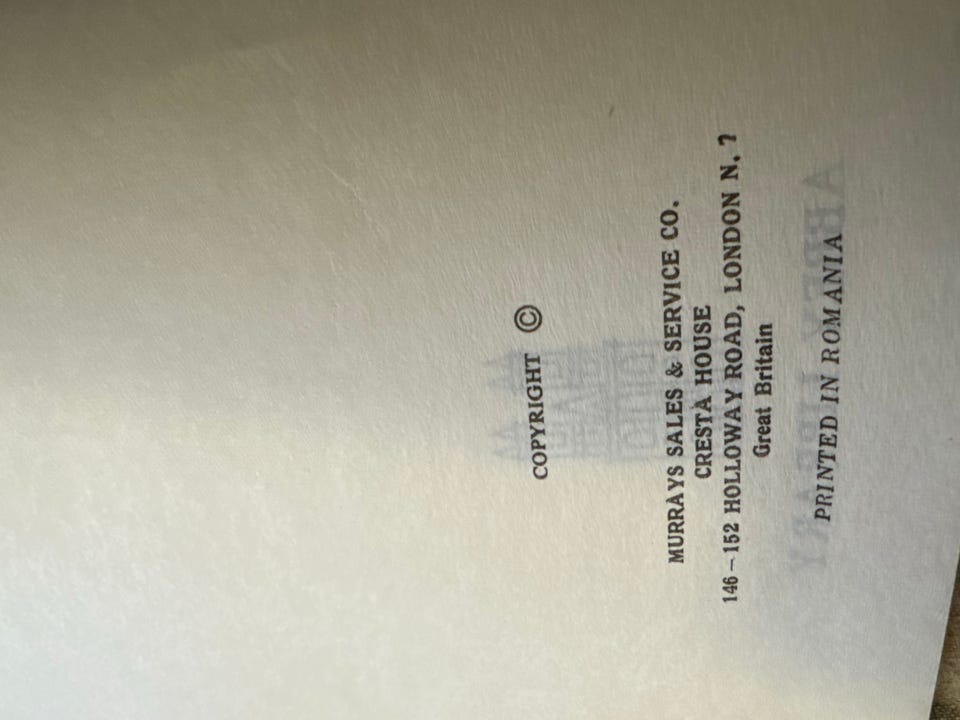 COPYRIGHT ©
MURRAYS SALES & SERVICE CO.
CRESTA HOUSE
146 – 152 HOLLOWAY ROAD, LONDON N. 7
Great Britain
PRINTED IN ROMANIA